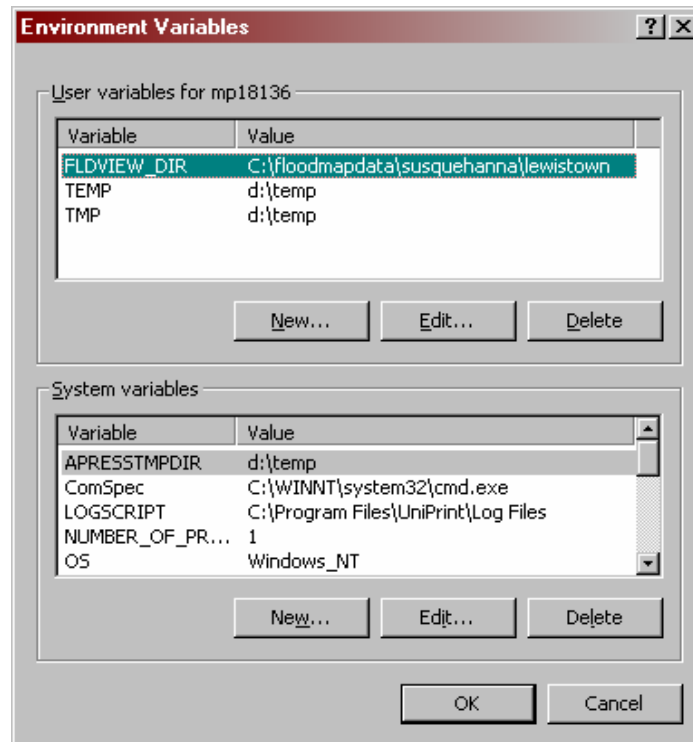 Environment Variables
User variables for mp18136
Variable Value
FLDVIEW_DIR C:\floodmapdata\susquehanna\lewistown
TEMP d:\temp
TMP d:\temp
New... Edit... Delete
System variables
Variable Value
APRESSTMPDIR d:\temp
ComSpec C:\WINNT\system32\cmd.exe
LOGSCRIPT C:\Program Files\UniPrint\Log Files
NUMBER_OF_PR... 1
OS Windows_NT
New... Edit... Delete
OK Cancel